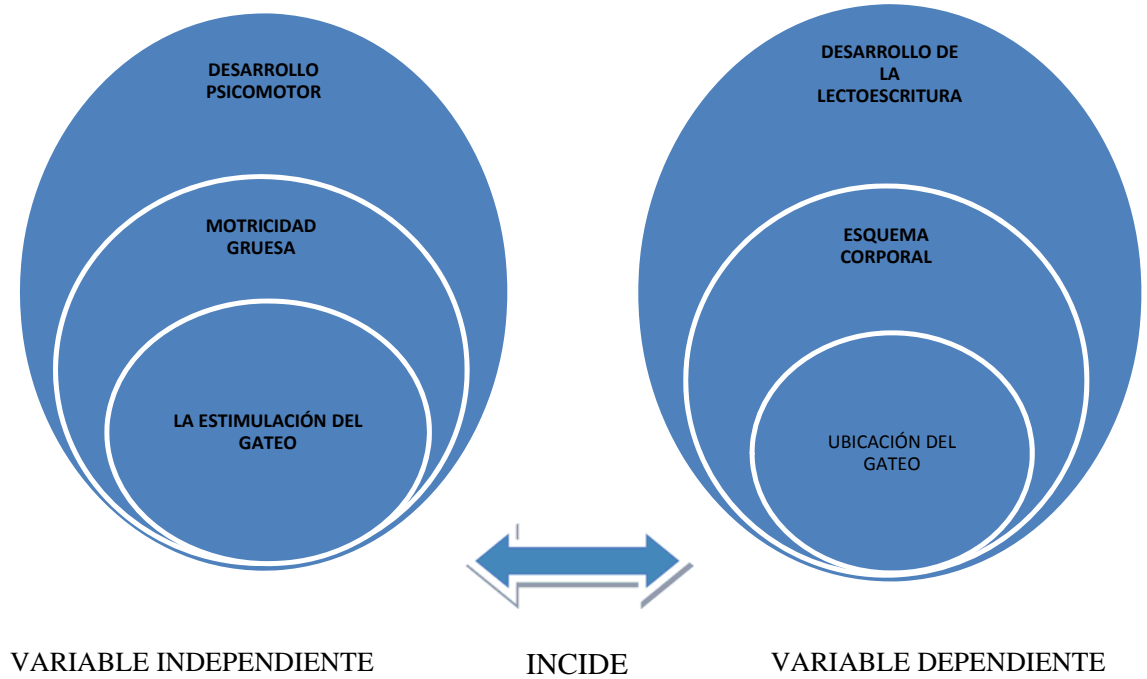 DESARROLLO
PSICOMOTOR
MOTRICIDAD
GRUESA
LA ESTIMULACIÓN DEL
GATEO
DESARROLLO DE
LA
LECTOESCRITURA
ESQUEMA
CORPORAL
UBICACIÓN DEL
GATEO
VARIABLE INDEPENDIENTE
INCIDE
VARIABLE DEPENDIENTE